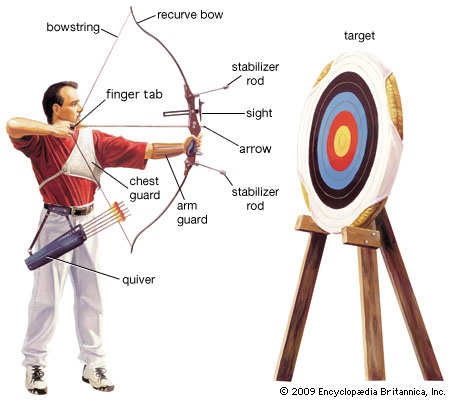 recurve bow
bowstring
target
stabilizer
rod
finger tab
sight
arrow
chest
guard
arm
guard
stabilizer
rod
quiver
© 2009 Encyclopædia Britannica, Inc.